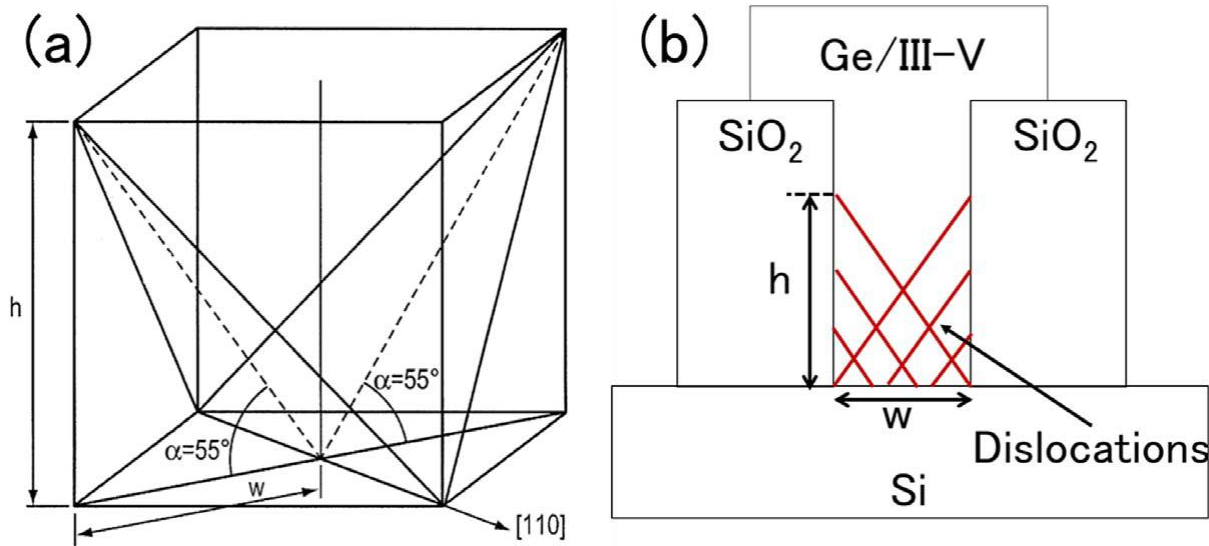 (a)
h
α=55°
α=55°
w
[110]
(b)
Ge/III-V
SiO₂
SiO₂
h
w
Dislocations
Si